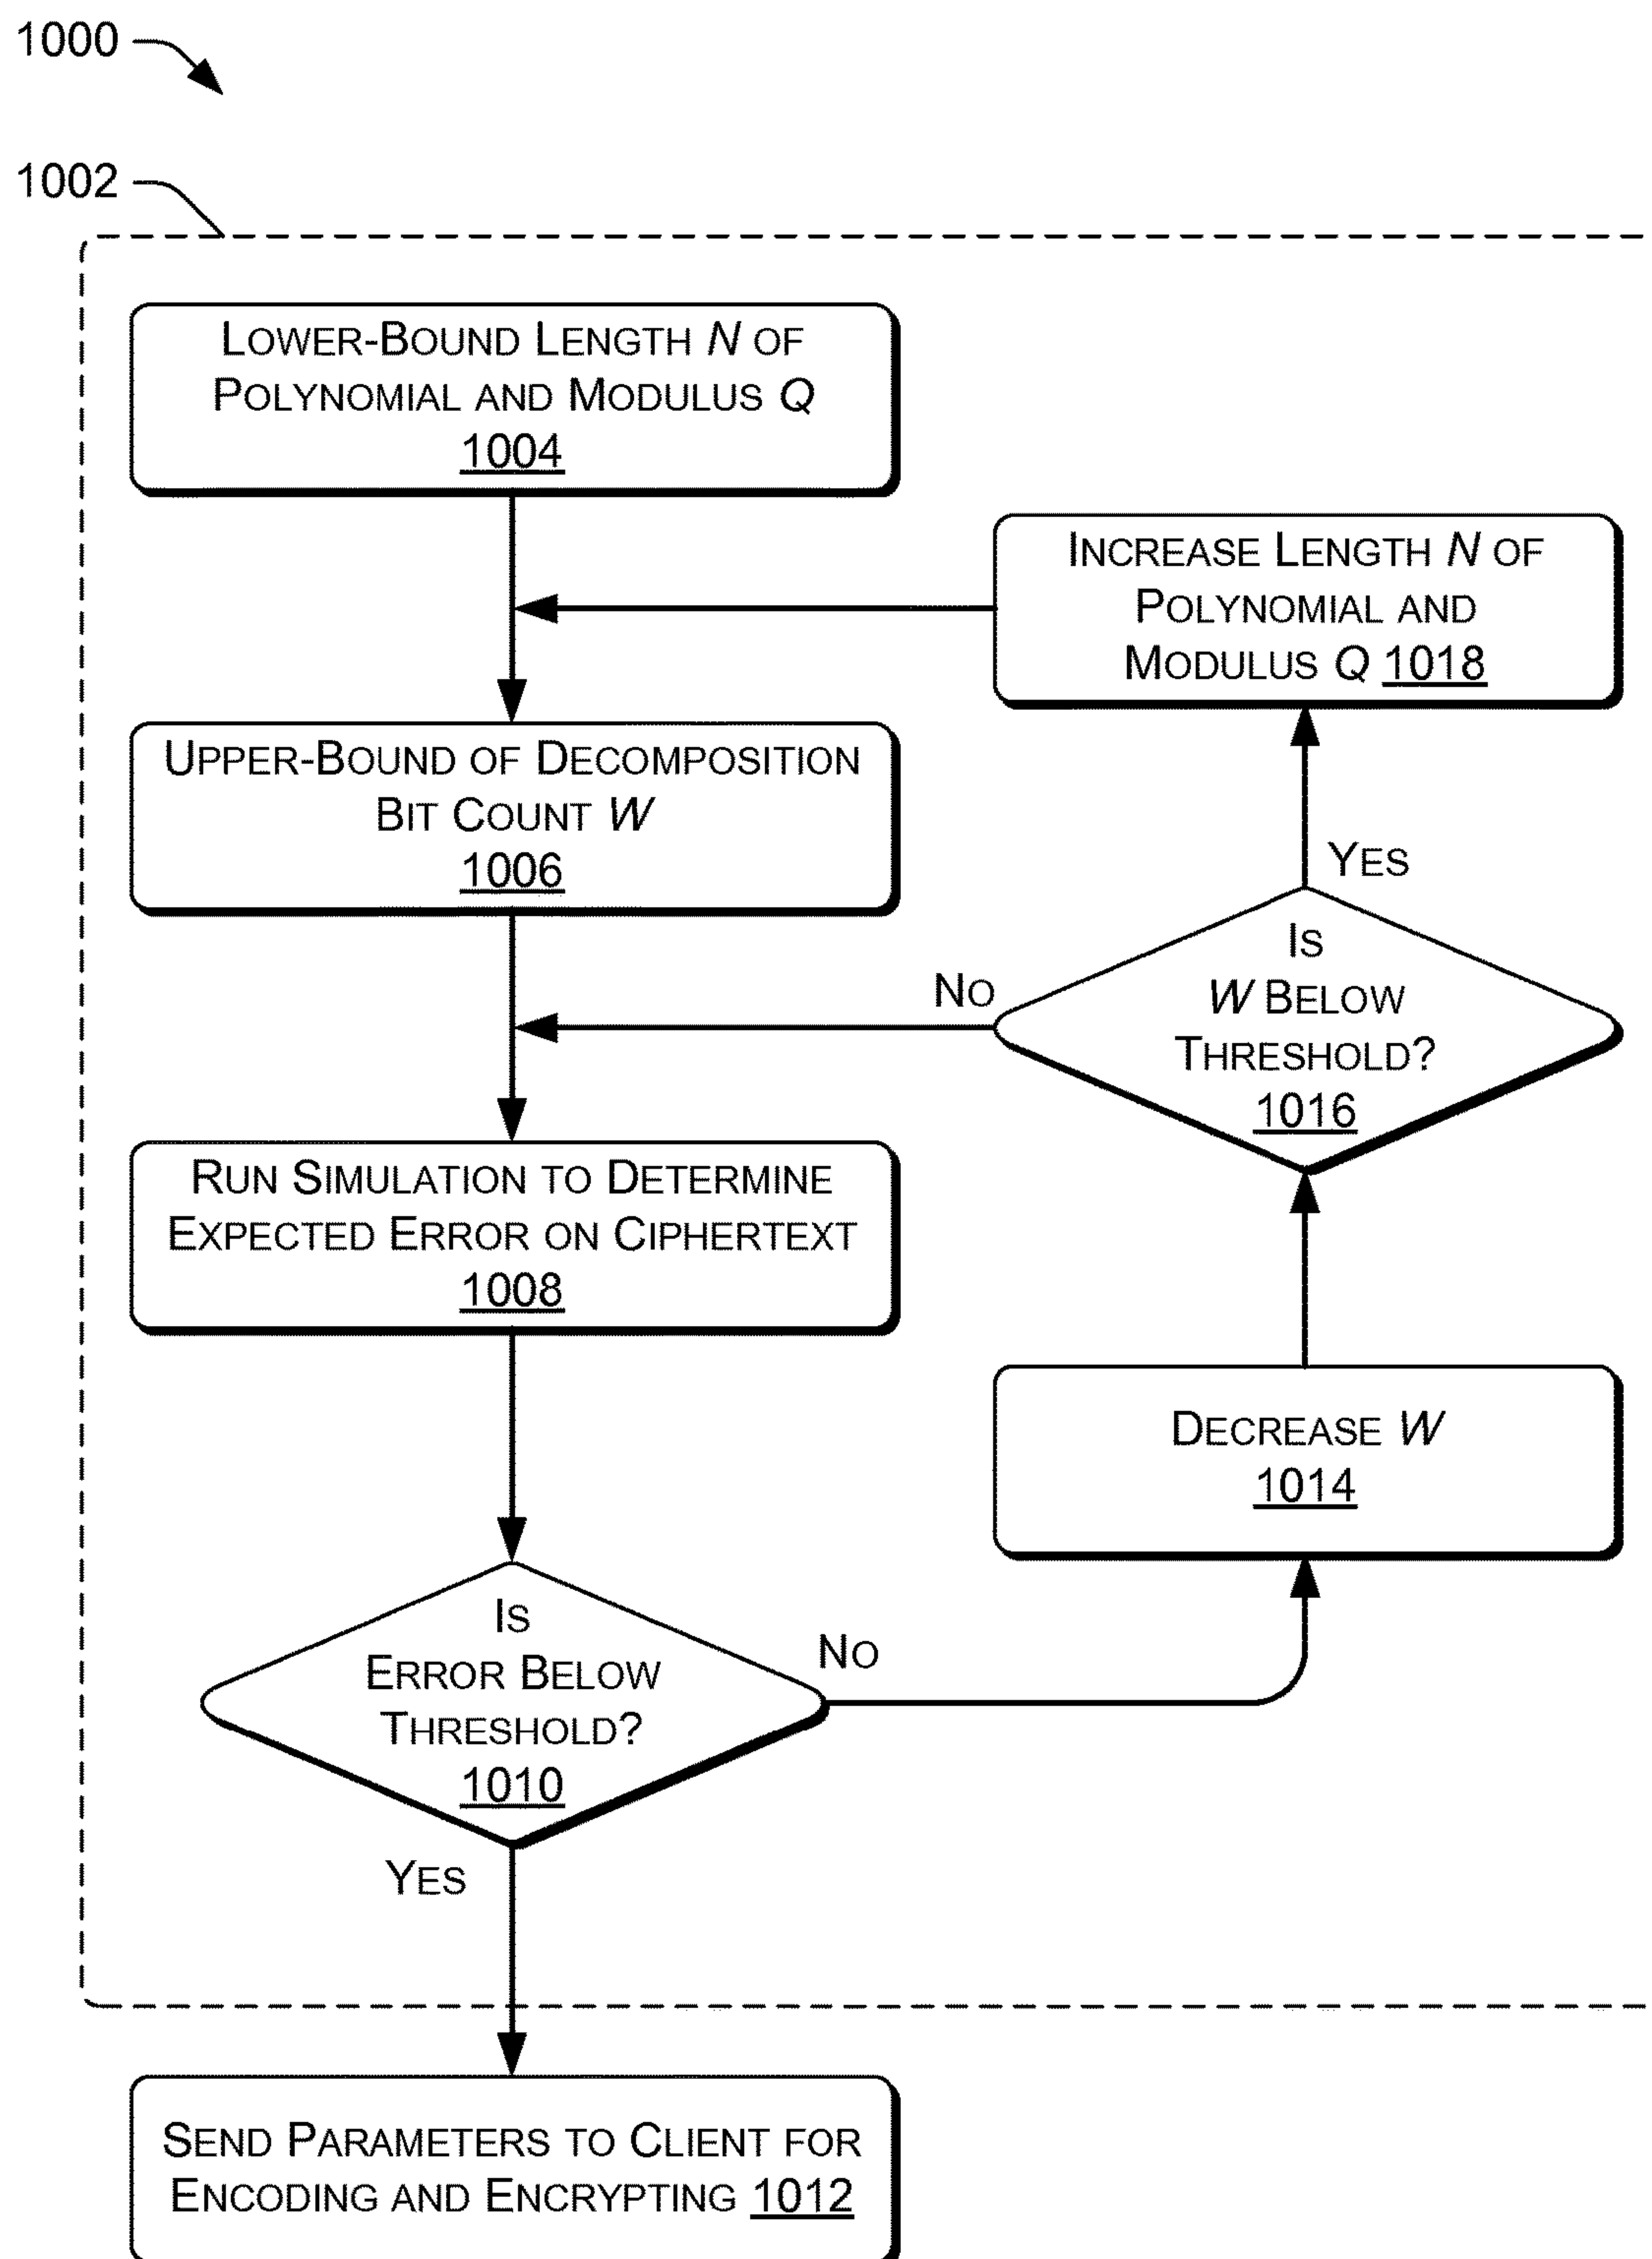 1000
1002
LOWER-BOUND LENGTH N OF
POLYNOMIAL AND MODULUS Q
1004
INCREASE LENGTH N OF
POLYNOMIAL AND
MODULUS Q 1018
UPPER-BOUND OF DECOMPOSITION
BIT COUNT W
1006
YES
IS
W BELOW
THRESHOLD?
1016
NO
RUN SIMULATION TO DETERMINE
EXPECTED ERROR ON CIPHERTEXT
1008
DECREASE W
1014
IS
ERROR BELOW
THRESHOLD?
1010
NO
YES
SEND PARAMETERS TO CLIENT FOR
ENCODING AND ENCRYPTING 1012